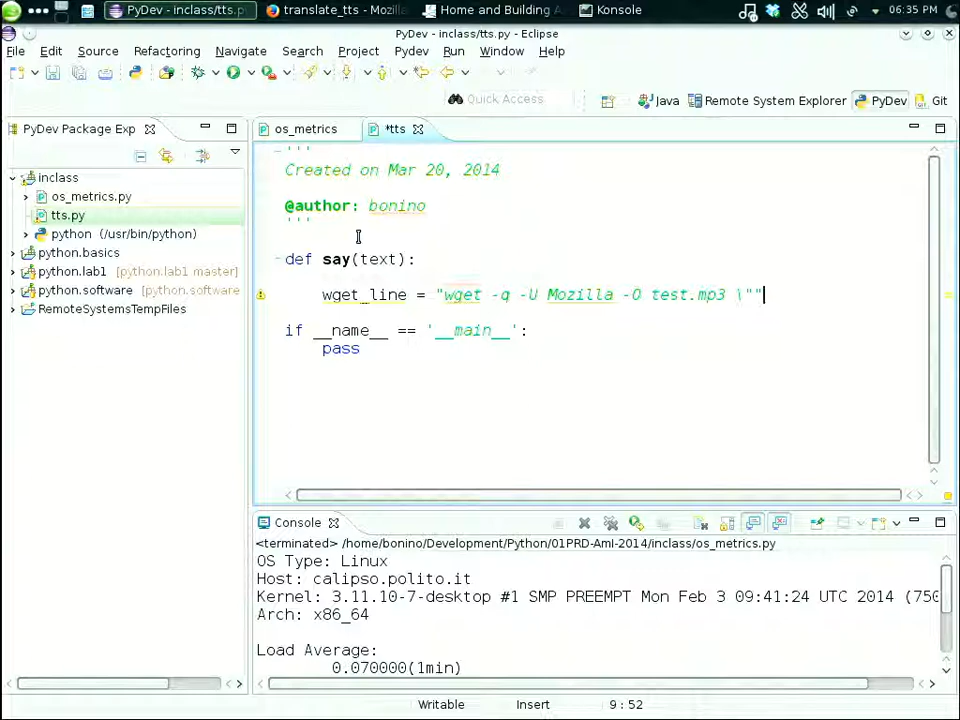 PyDev - inclass/tts.p
translate_tts - Mozill
Home and Building A
Konsole
06:35 PM
PyDev - inclass/tts.py - Eclipse
File Edit Source Refactoring Navigate Search Project Pydev Run Window Help
Quick Access
Java
Remote System Explorer
PyDev
Git
PyDev Package Exp
os_metrics
*tts
inclass
os_metrics.py
tts.py
python (/usr/bin/python)
python.basics
python.lab1 [python.lab1 master]
python.software [python.software
RemoteSystemsTempFiles
'''
Created on Mar 20, 2014
@author: bonino
'''
def say(text):
wget_line = "wget -q -U Mozilla -O test.mp3 \""
if __name__ == '__main__':
pass
Console
<terminated> /home/bonino/Development/Python/01PRD-AmI-2014/inclass/os_metrics.py
OS Type: Linux
Host: calipso.polito.it
Kernel: 3.11.10-7-desktop #1 SMP PREEMPT Mon Feb 3 09:41:24 UTC 2014 (750
Arch: x86_64
Load Average:
0.070000(1min)
Writable
Insert
9 : 52